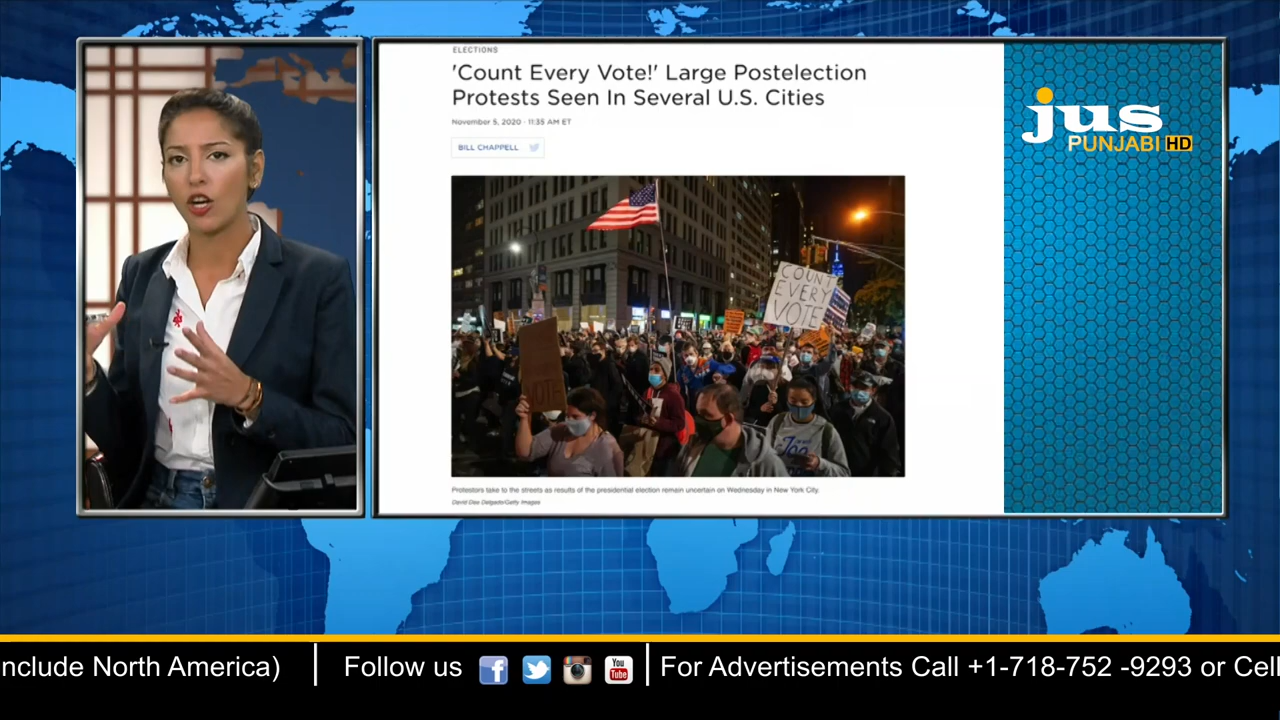 ELECTIONS
'Count Every Vote!' Large Postelection
Protests Seen In Several U.S. Cities
November 5, 2020 · 11:35 AM ET
BILL CHAPPELL
COUNT
EVERY
VOTE
Protestors take to the streets as results of the presidential election remain uncertain on Wednesday in New York City.
David Dee Delgado/Getty Images
jus
PUNJABI HD
nclude North America)
Follow us
You
Tube
For Advertisements Call +1-718-752 -9293 or Cell